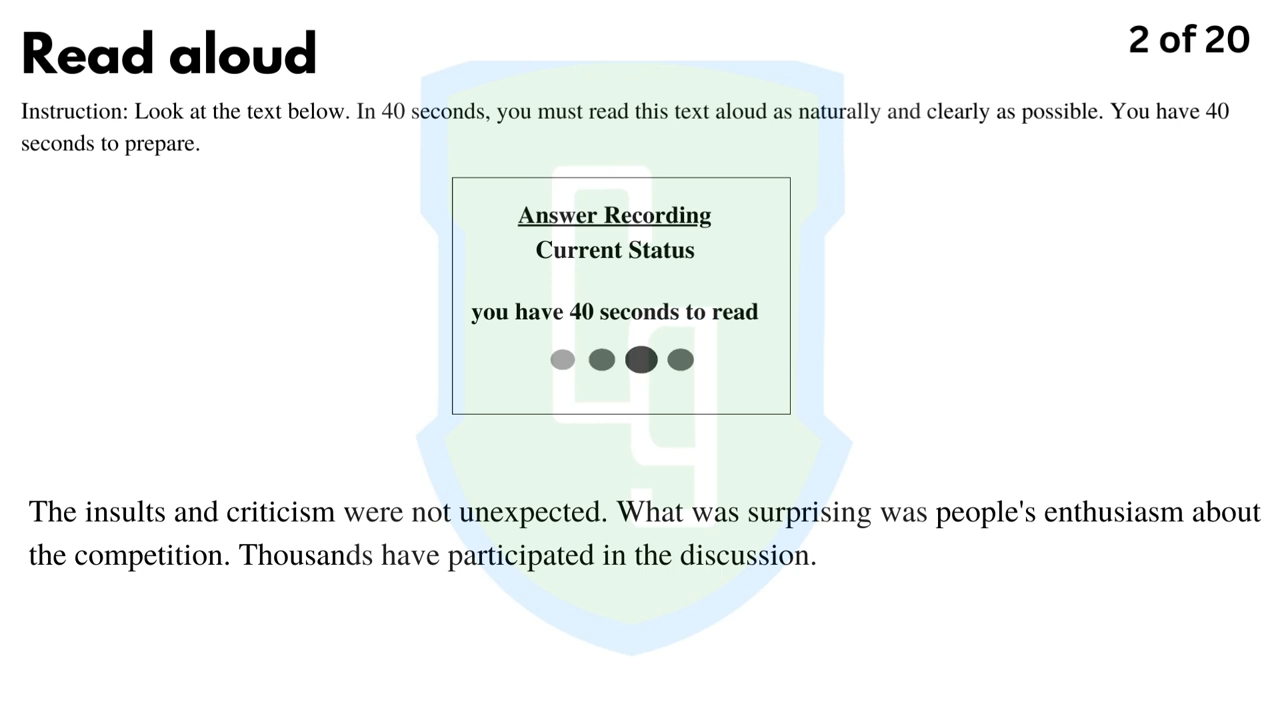 Read aloud
2 of 20
Instruction: Look at the text below. In 40 seconds, you must read this text aloud as naturally and clearly as possible. You have 40
seconds to prepare.
Answer Recording
Current Status
you have 40 seconds to read
The insults and criticism were not unexpected. What was surprising was people's enthusiasm about
the competition. Thousands have participated in the discussion.